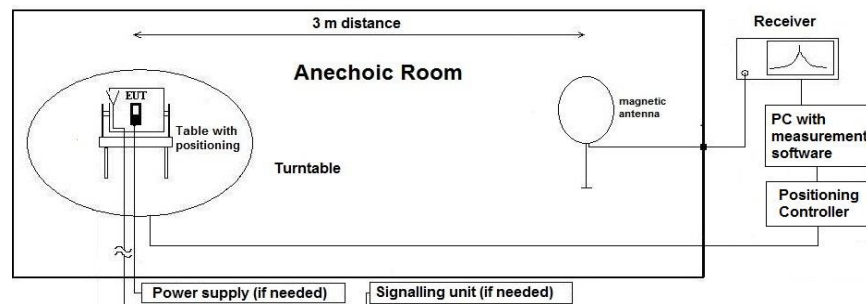 3 m distance
Receiver
Anechoic Room
EUT
magnetic
antenna
Table with
positioning
PC with
measurement
software
Turntable
Positioning
Controller
Power supply (if needed)
Signalling unit (if needed)